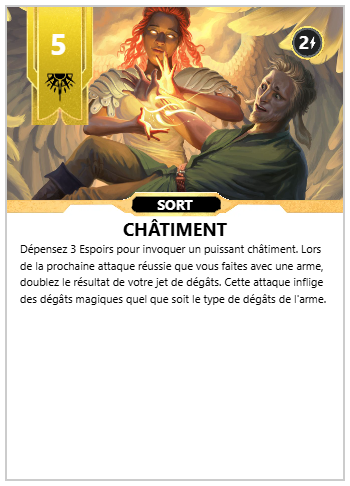 5
2
SORT
CHÂTIMENT
Dépensez 3 Espoirs pour invoquer un puissant châtiment. Lors
de la prochaine attaque réussie que vous faites avec une arme,
doublez le résultat de votre jet de dégâts. Cette attaque inflige
des dégâts magiques quel que soit le type de dégâts de l'arme.